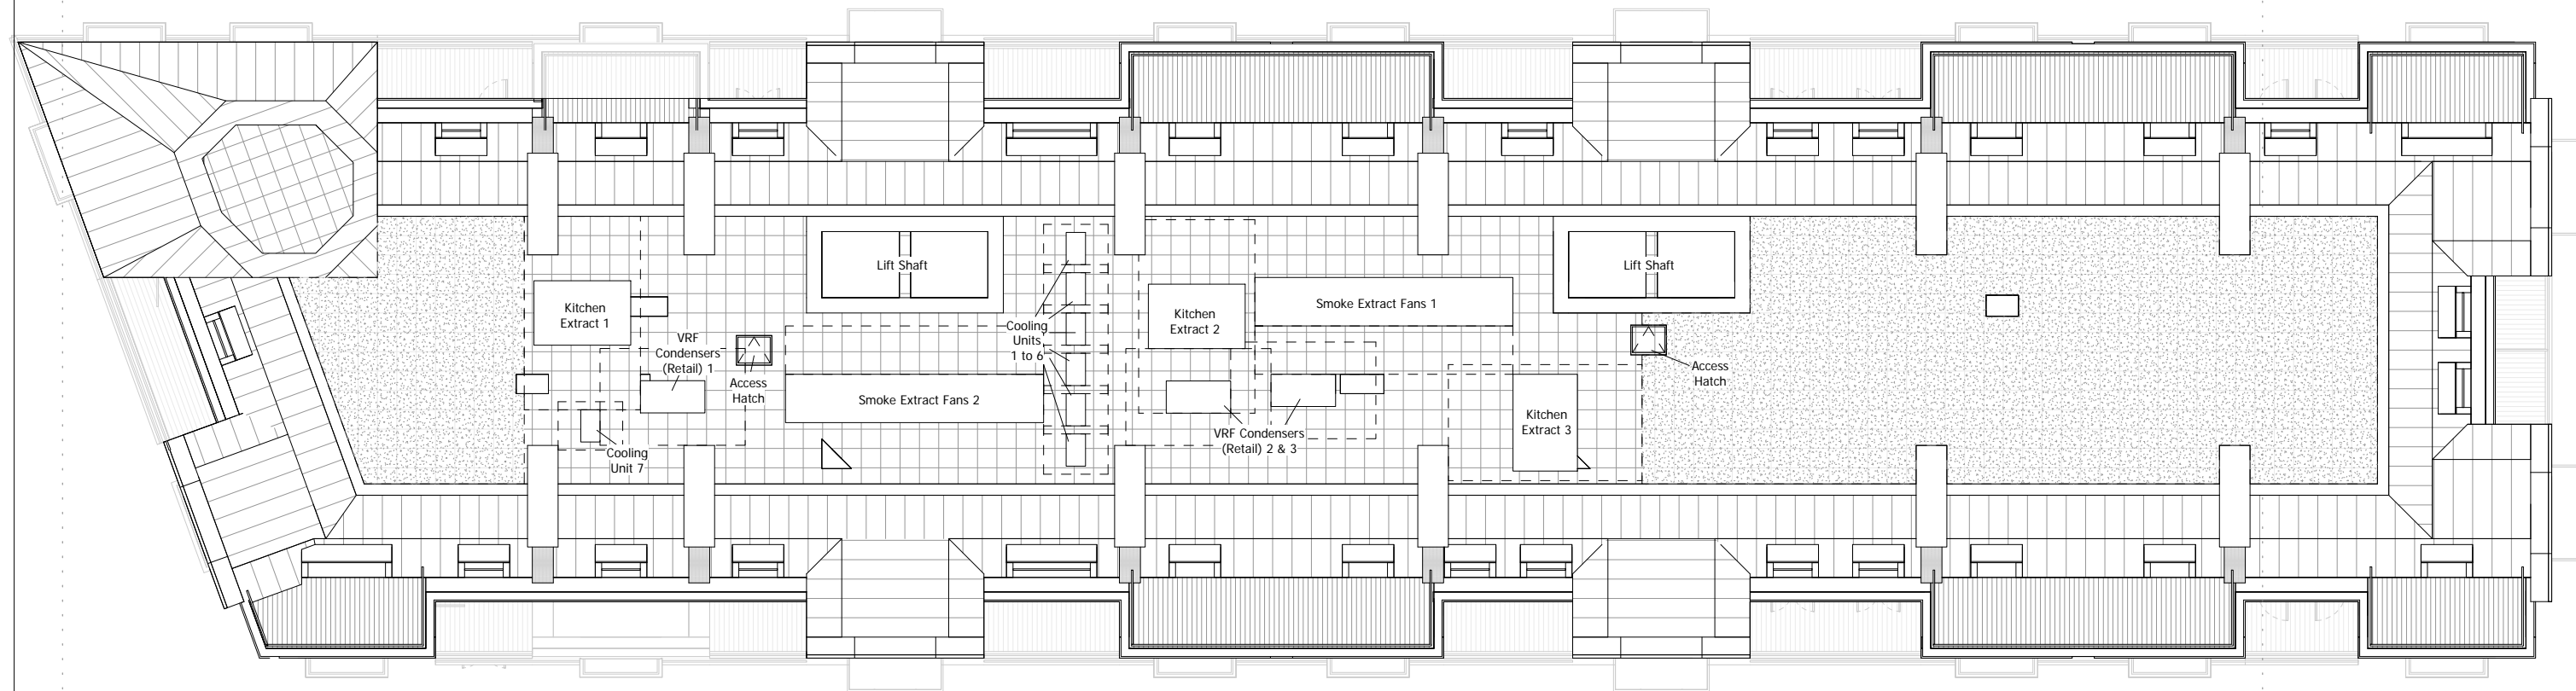 Lift Shaft
Lift Shaft
Kitchen
Extract 1
Smoke Extract Fans 1
Kitchen
Extract 2
Cooling
Units
1 to 6
VRF
Condensers
(Retail) 1
Access
Hatch
Access
Hatch
Smoke Extract Fans 2
Kitchen
Extract 3
VRF Condensers
(Retail) 2 & 3
Cooling
Unit 7